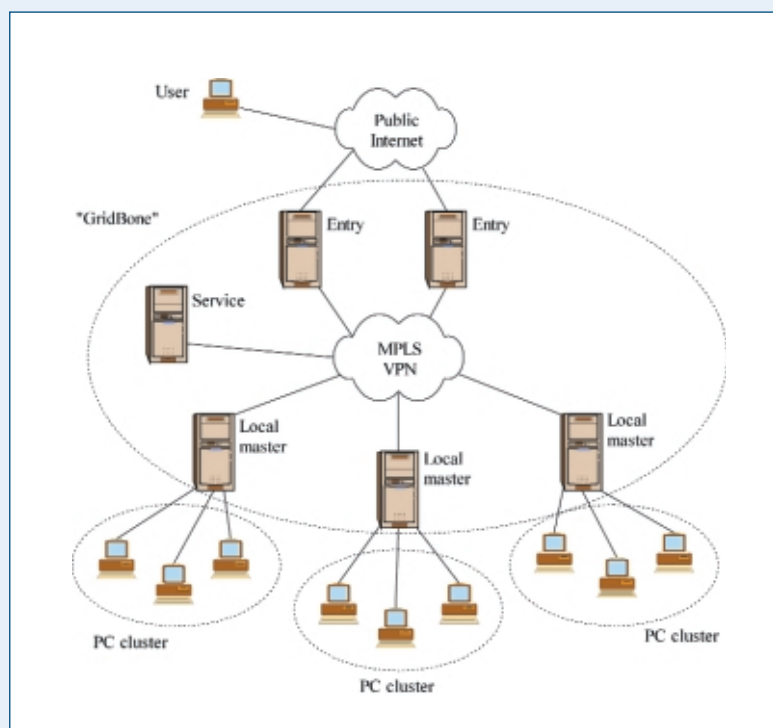 User
Public
Internet
"GridBone"
Entry
Entry
Service
MPLS
VPN
Local
master
Local
master
Local
master
PC cluster
PC cluster
PC cluster